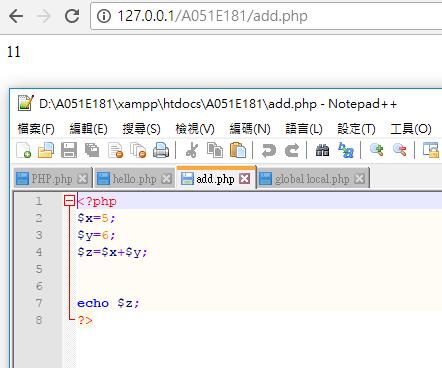 127.0.0.1/A051E181/add.php
11
D:\A051E181\xampp\htdocs\A051E181\add.php - Notepad++
檔案(F) 編輯(E) 搜尋(S) 檢視(V) 編碼(N) 語言(L) 設定(T) 工具(O)
PHP.php hello.php add.php global local.php
1 <?php
2 $x=5;
3 $y=6;
4 $z=$x+$y;
5
6
7 echo $z;
8 ?>